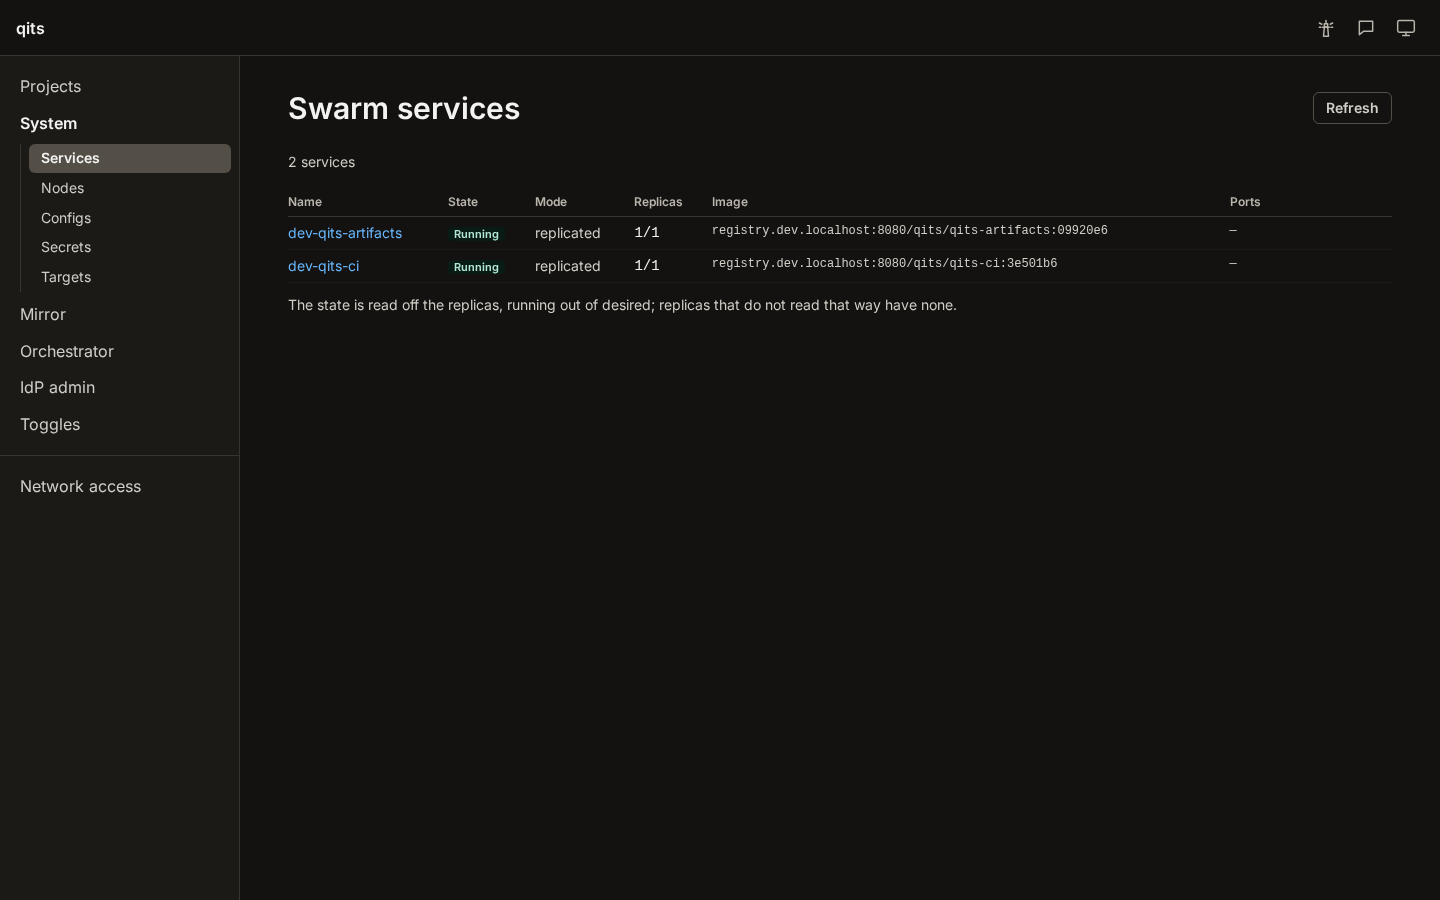 qits
Projects
System
Services
Nodes
Configs
Secrets
Targets
Mirror
Orchestrator
IdP admin
Toggles
Network access
Swarm services
Refresh
2 services
Name State Mode Replicas Image Ports
dev-qits-artifacts Running replicated 1/1 registry.dev.localhost:8080/qits/qits-artifacts:09920e6 —
dev-qits-ci Running replicated 1/1 registry.dev.localhost:8080/qits/qits-ci:3e501b6 —
The state is read off the replicas, running out of desired; replicas that do not read that way have none.